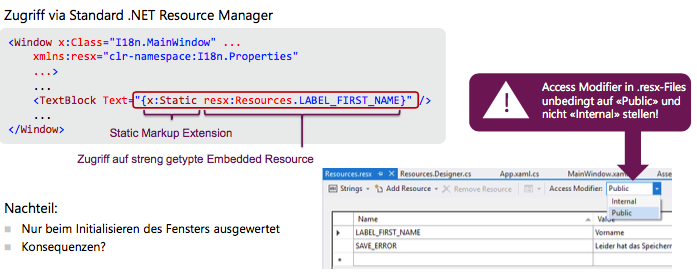 Zugriff via Standard .NET Resource Manager
<Window x:Class="I18n.MainWindow" ...
xmlns:resx="clr-namespace:I18n.Properties"
...>
...
<TextBlock Text="{x:Static resx:Resources.LABEL_FIRST_NAME}" />
...
</Window>
Static Markup Extension
Zugriff auf streng getypte Embedded Resource
Access Modifier in .resx-Files
unbedingt auf «Public» und
nicht «Internal» stellen!
Nachteil:
Nur beim Initialisieren des Fensters ausgewertet
Konsequenzen?
Resources.resx Resources.Designer.cs App.xaml.cs MainWindow.xaml Asse
Strings Add Resource Remove Resource Access Modifier: Public
Internal
Public
Name Value
LABEL_FIRST_NAME Vorname
SAVE_ERROR Leider hat das Speichern